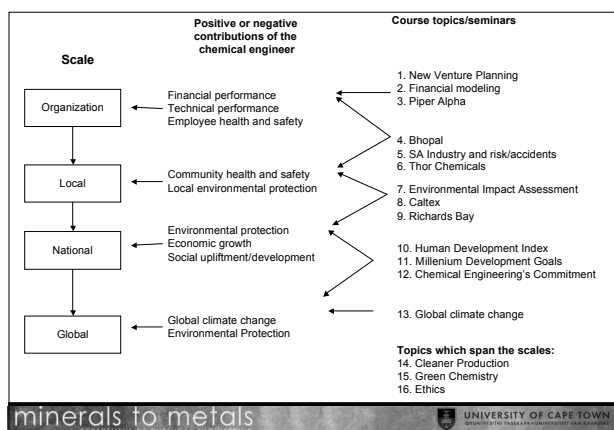 Positive or negative
contributions of the
chemical engineer
Course topics/seminars
Scale
Organization
Financial performance
Technical performance
Employee health and safety
1. New Venture Planning
2. Financial modeling
3. Piper Alpha
4. Bhopal
5. SA Industry and risk/accidents
6. Thor Chemicals
Local
Community health and safety
Local environmental protection
7. Environmental Impact Assessment
8. Caltex
9. Richards Bay
National
Environmental protection
Economic growth
Social upliftment/development
10. Human Development Index
11. Millenium Development Goals
12. Chemical Engineering's Commitment
Global
Global climate change
Environmental Protection
13. Global climate change
Topics which span the scales:
14. Cleaner Production
15. Green Chemistry
16. Ethics
minerals to metals
UNIVERSITY OF CAPE TOWN